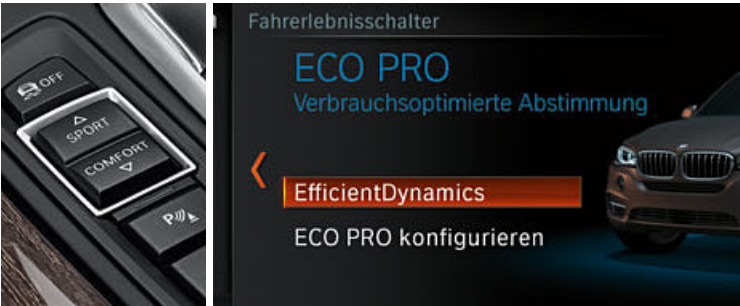 OFF
SPORT
COMFORT
P
Fahrerlebnisschalter
ECO PRO
Verbrauchsoptimierte Abstimmung
EfficientDynamics
ECO PRO konfigurieren